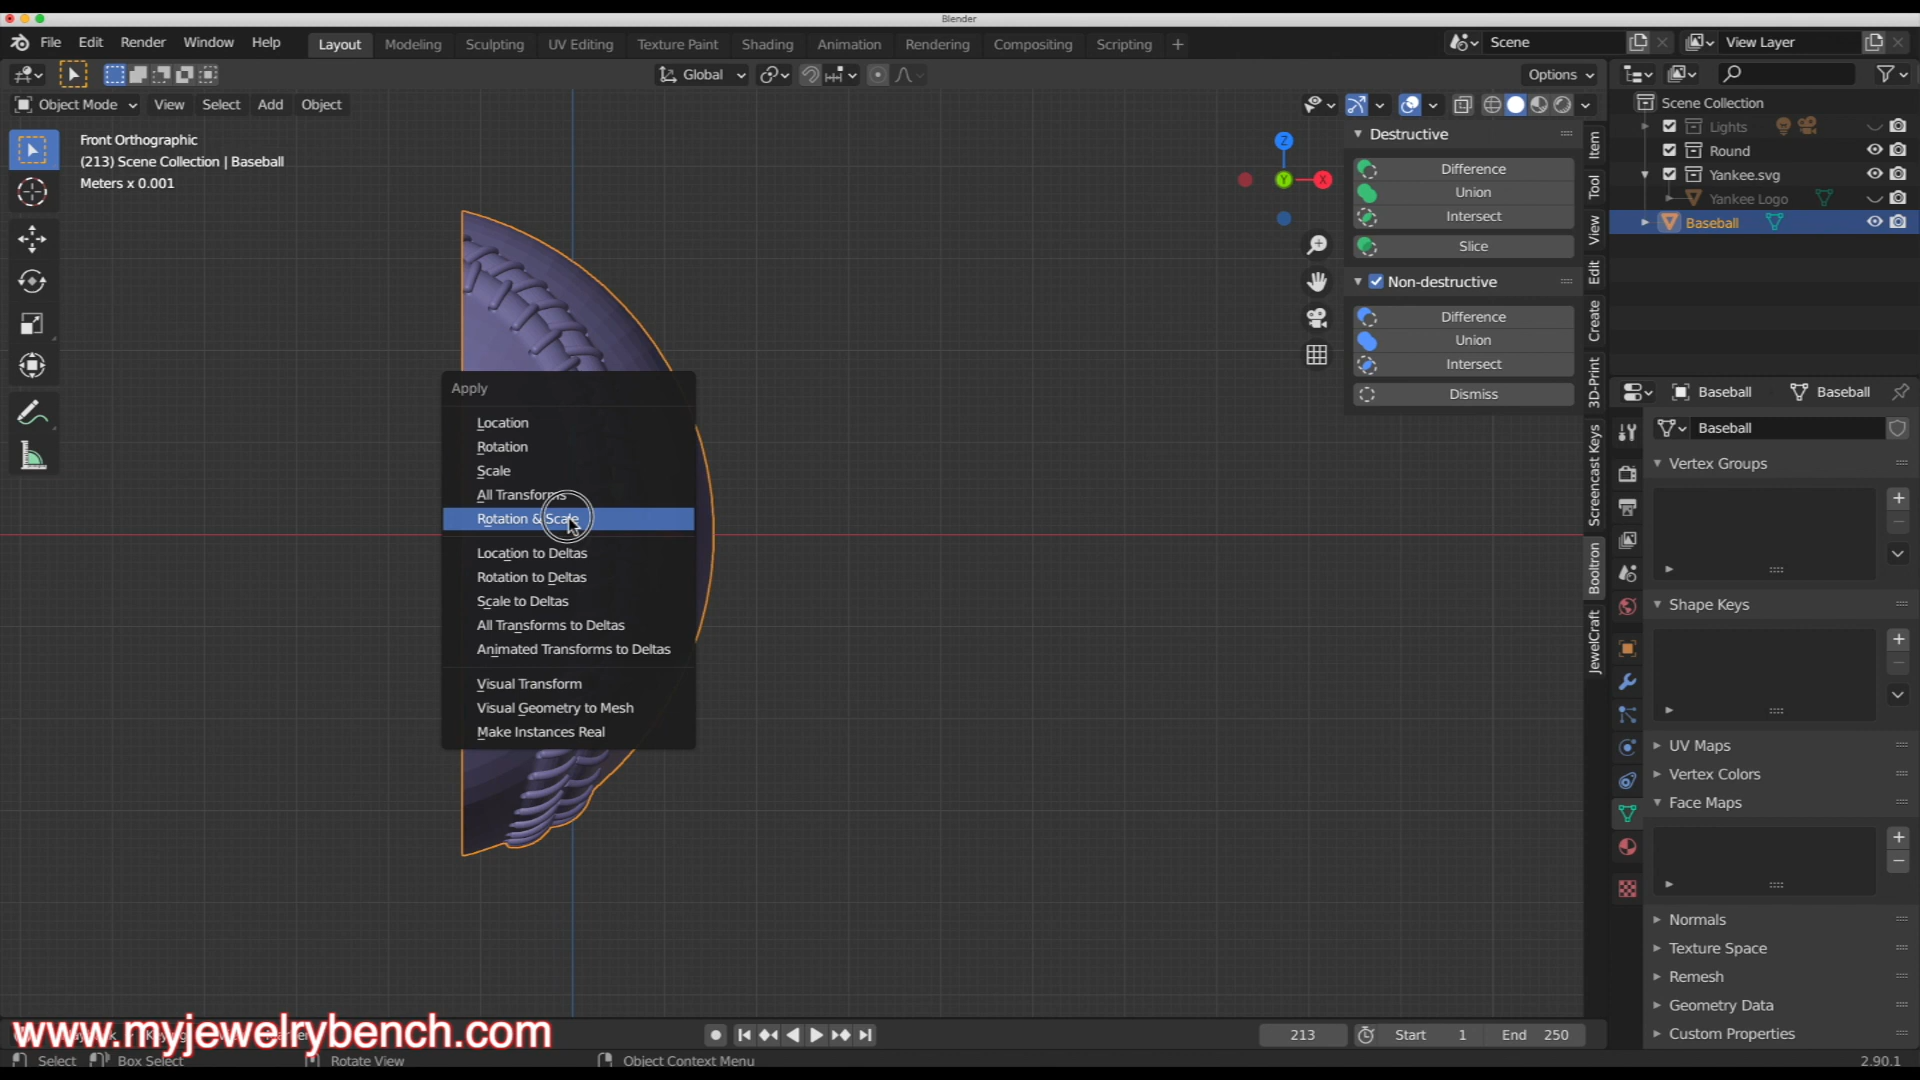 Blender
File Edit Render Window Help Layout Modeling Sculpting UV Editing Texture Paint Shading Animation Rendering Compositing Scripting + Scene View Layer
Global Options
Object Mode View Select Add Object
Front Orthographic
(213) Scene Collection | Baseball
Meters x 0.001
Z
Y
X
Destructive
Difference
Union
Intersect
Slice
Non-destructive
Difference
Union
Intersect
Dismiss
Item
Tool
View
Edit
Create
3D-Print
Screencast Keys
Booltron
JewelCraft
Scene Collection
Lights
Round
Yankee.svg
Yankee Logo
Baseball
Baseball Baseball
Baseball
Vertex Groups
Shape Keys
UV Maps
Vertex Colors
Face Maps
Normals
Texture Space
Remesh
Geometry Data
Custom Properties
Apply
Location
Rotation
Scale
All Transforms
Rotation & Scale
Location to Deltas
Rotation to Deltas
Scale to Deltas
All Transforms to Deltas
Animated Transforms to Deltas
Visual Transform
Visual Geometry to Mesh
Make Instances Real
www.myjewelrybench.com
213 Start 1 End 250
Select Box Select Rotate View Object Context Menu 2.90.1